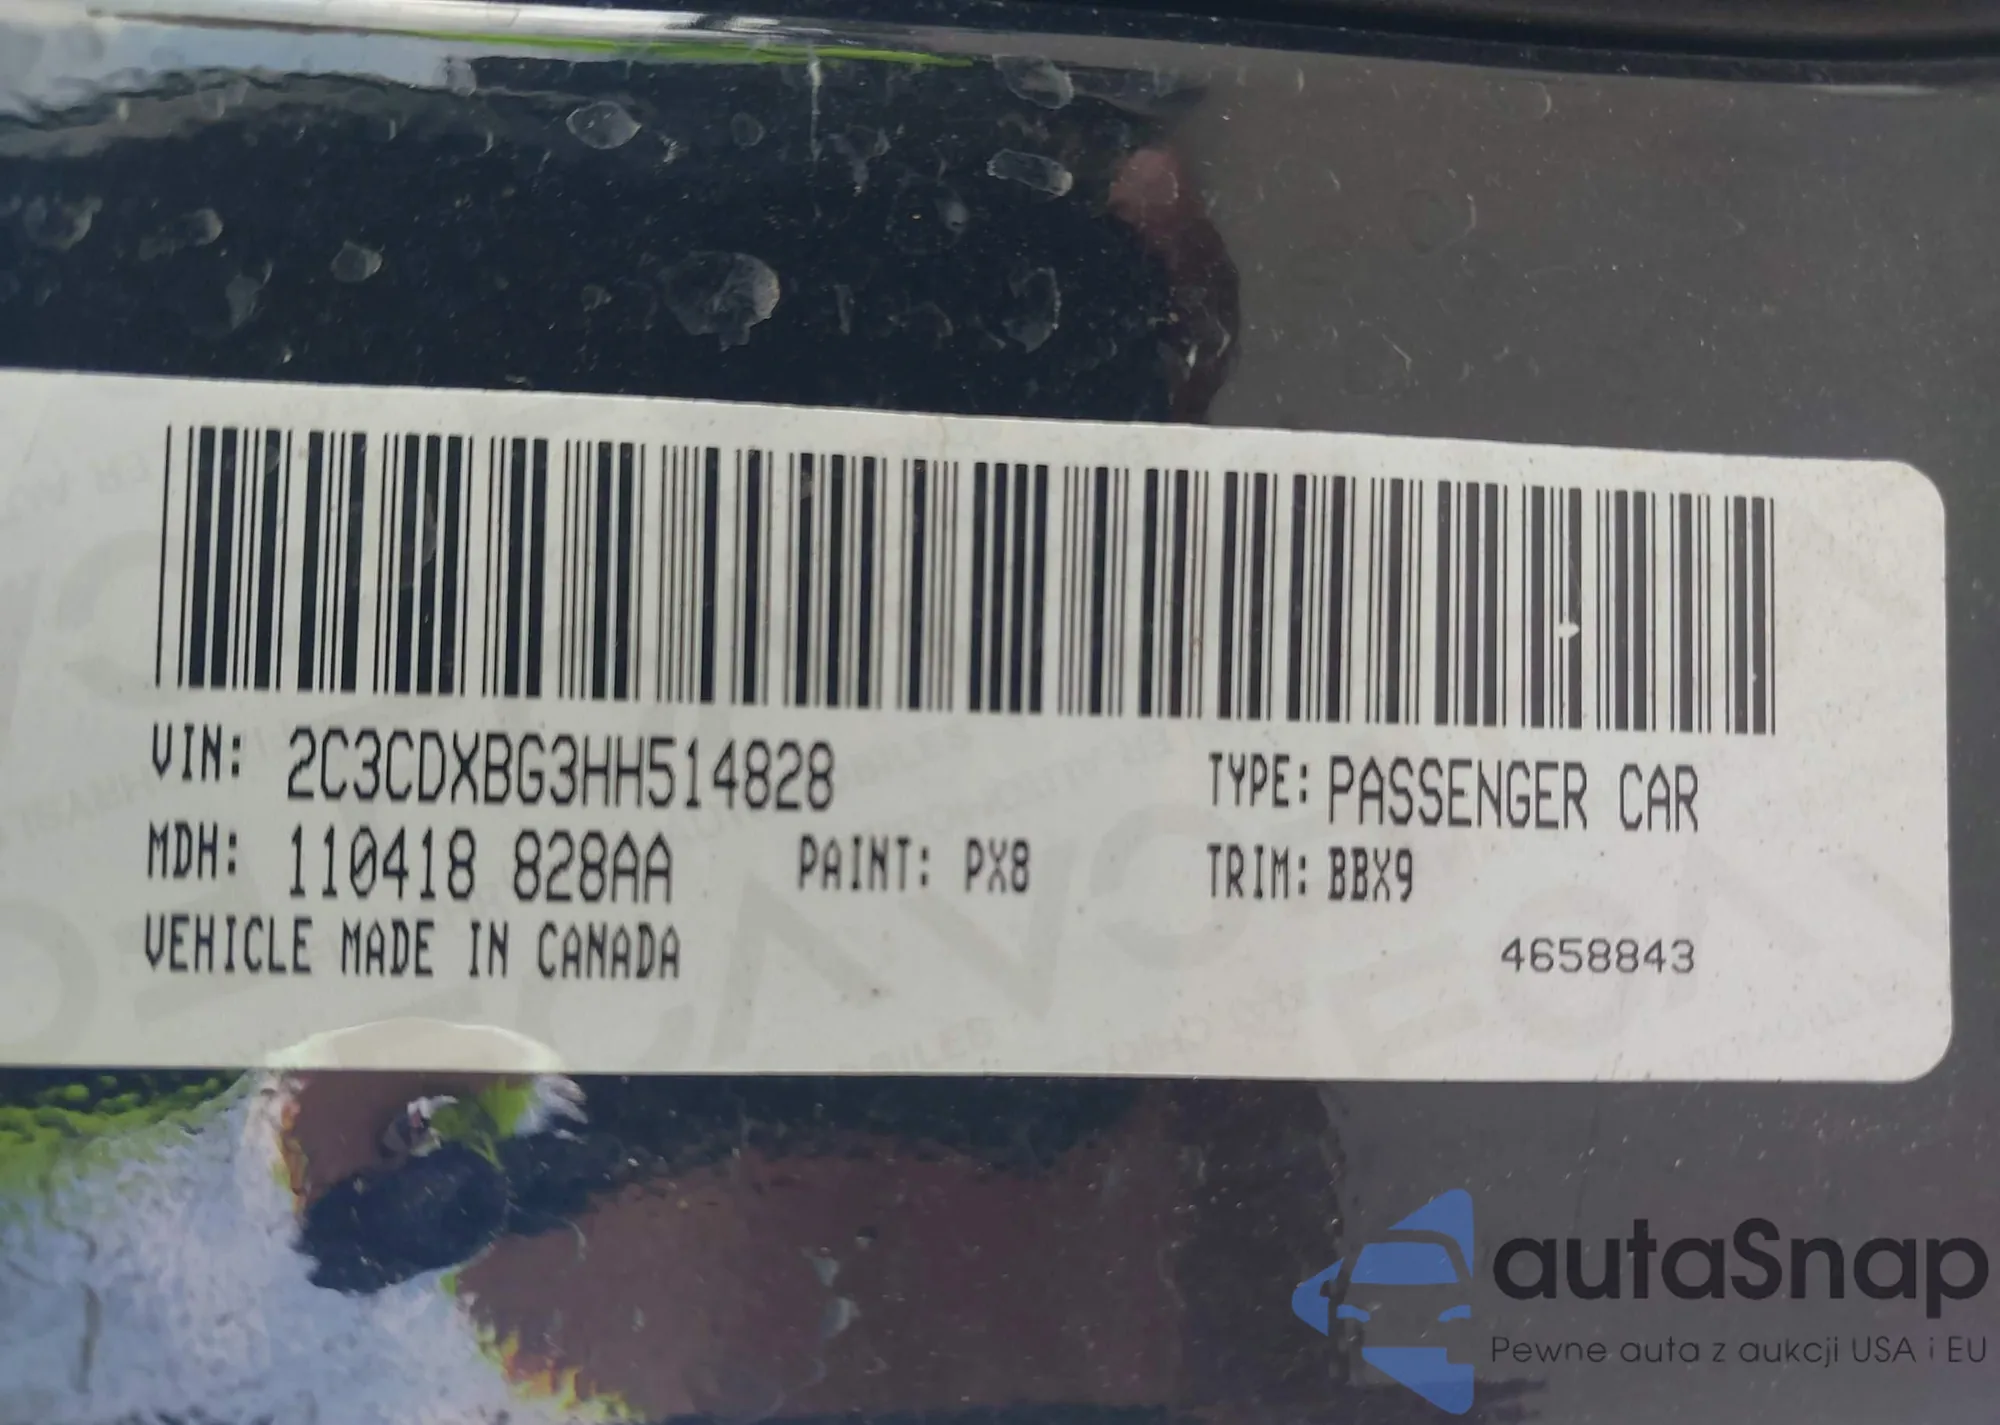 VIN: 2C3CDXBG3HH514828 TYPE: PASSENGER CAR
MDH: 110418 828AA PAINT: PX8 TRIM: BBX9
VEHICLE MADE IN CANADA 4658843
autaSnap
Pewne auta z aukcji USA i EU